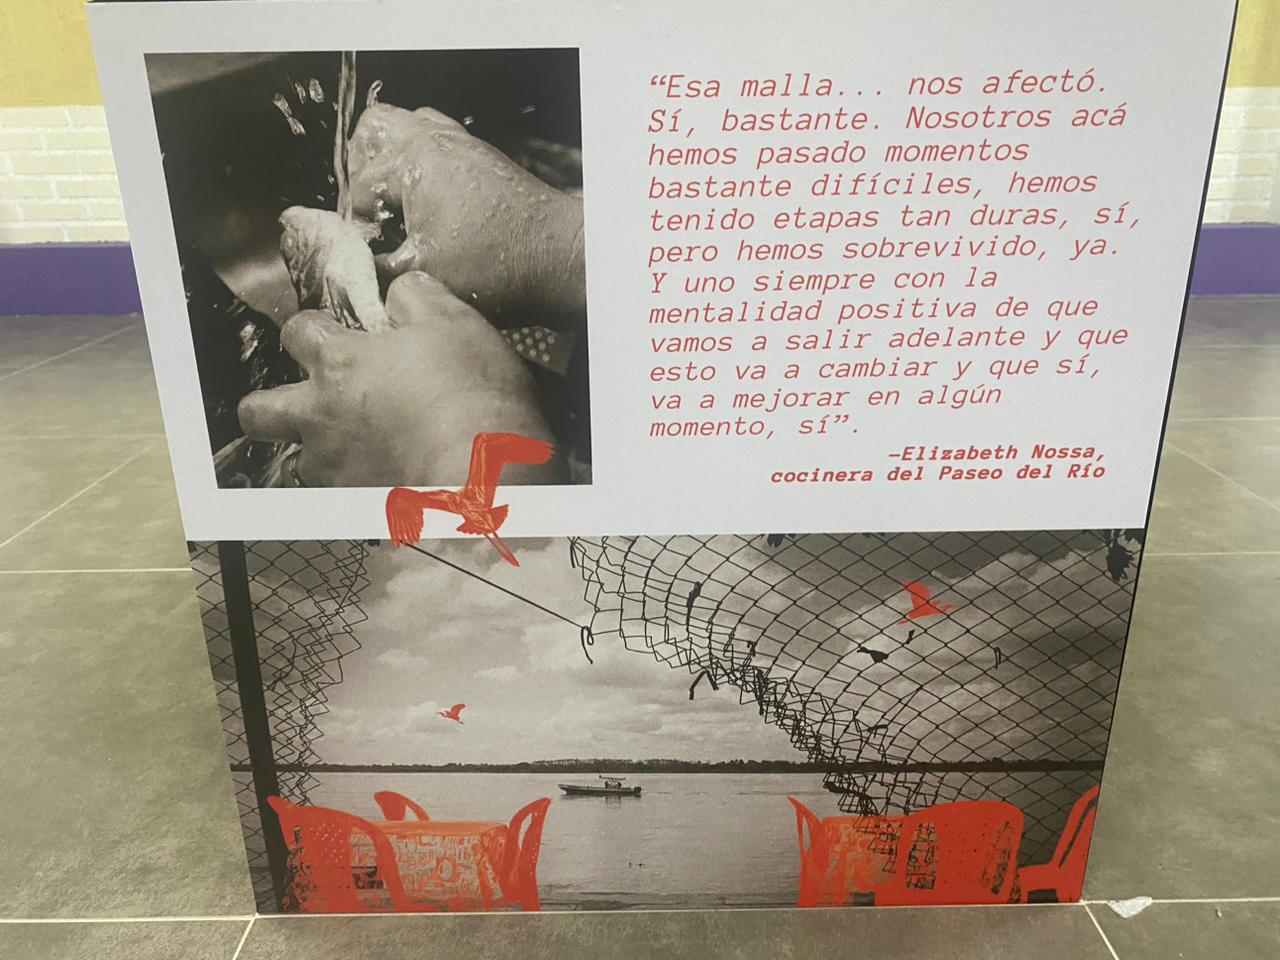 “Esa malla... nos afectó.
Sí, bastante. Nosotros acá
hemos pasado momentos
bastante difíciles, hemos
tenido etapas tan duras, sí,
pero hemos sobrevivido, ya.
Y uno siempre con la
mentalidad positiva de que
vamos a salir adelante y que
esto va a cambiar y que sí,
va a mejorar en algún
momento, sí”.
—Elizabeth Nossa,
cocinera del Paseo del Río